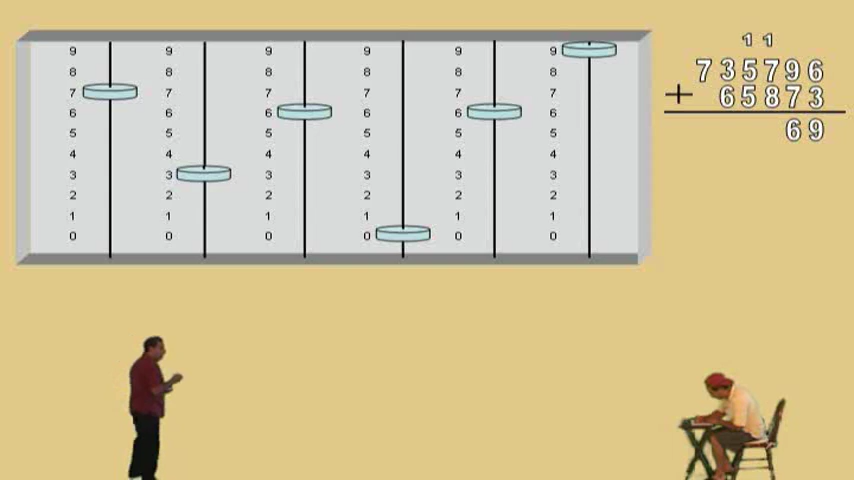 9 9 9 9 9 9
8 8 8 8 8 8
7 7 7 7 7 7
6 6 6 6 6 6
5 5 5 5 5 5
4 4 4 4 4 4
3 3 3 3 3 3
2 2 2 2 2 2
1 1 1 1 1 1
0 0 0 0 0 0
1 1
735796
+ 65873
69